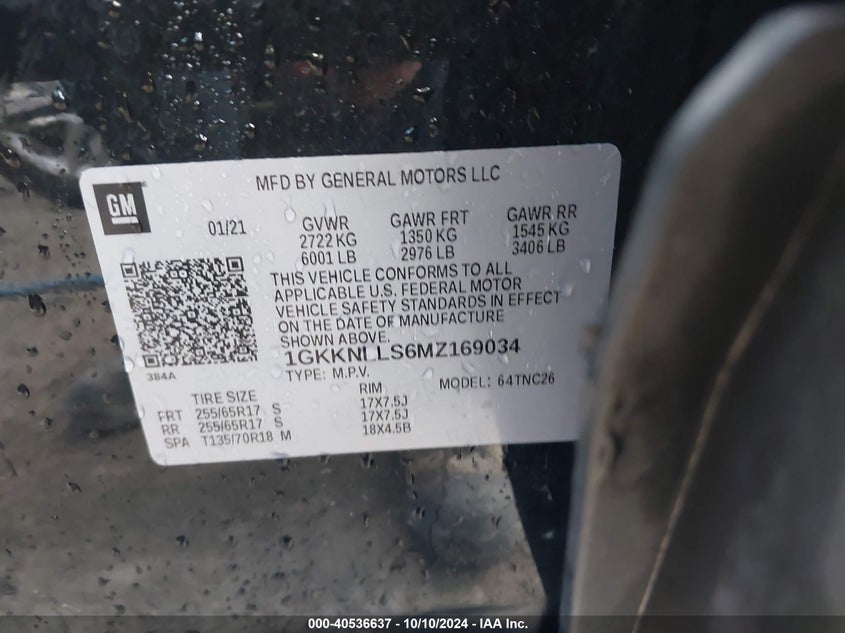 MFD BY GENERAL MOTORS LLC
GM
01/21
GVWR GAWR FRT GAWR RR
2722 KG 1350 KG 1545 KG
6001 LB 2976 LB 3406 LB
THIS VEHICLE CONFORMS TO ALL
APPLICABLE U.S. FEDERAL MOTOR
VEHICLE SAFETY STANDARDS IN EFFECT
ON THE DATE OF MANUFACTURE
SHOWN ABOVE.
1GKKNLLS6MZ169034
384A
TYPE: M.P.V. MODEL: 64TNC26
TIRE SIZE RIM
FRT 255/65R17 S 17X7.5J
RR 255/65R17 S 17X7.5J
SPA T135/70R18 M 18X4.5B
000-40536637 - 10/10/2024 - IAA Inc.